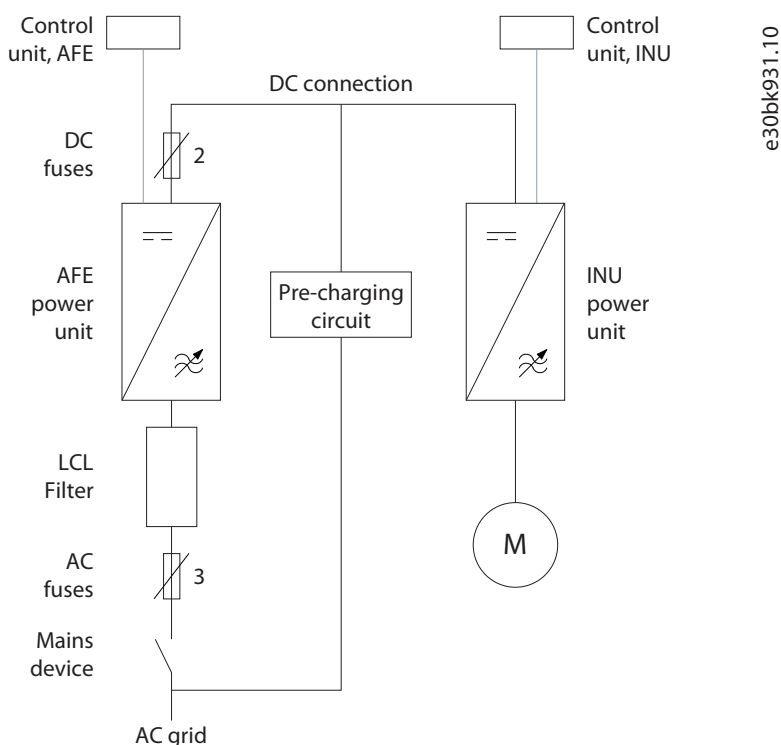 Control
unit, AFE
Control
unit, INU
e30bk931.10
DC connection
DC
fuses
2
AFE
power
unit
Pre-charging
circuit
INU
power
unit
LCL
Filter
M
AC
fuses
3
Mains
device
AC grid